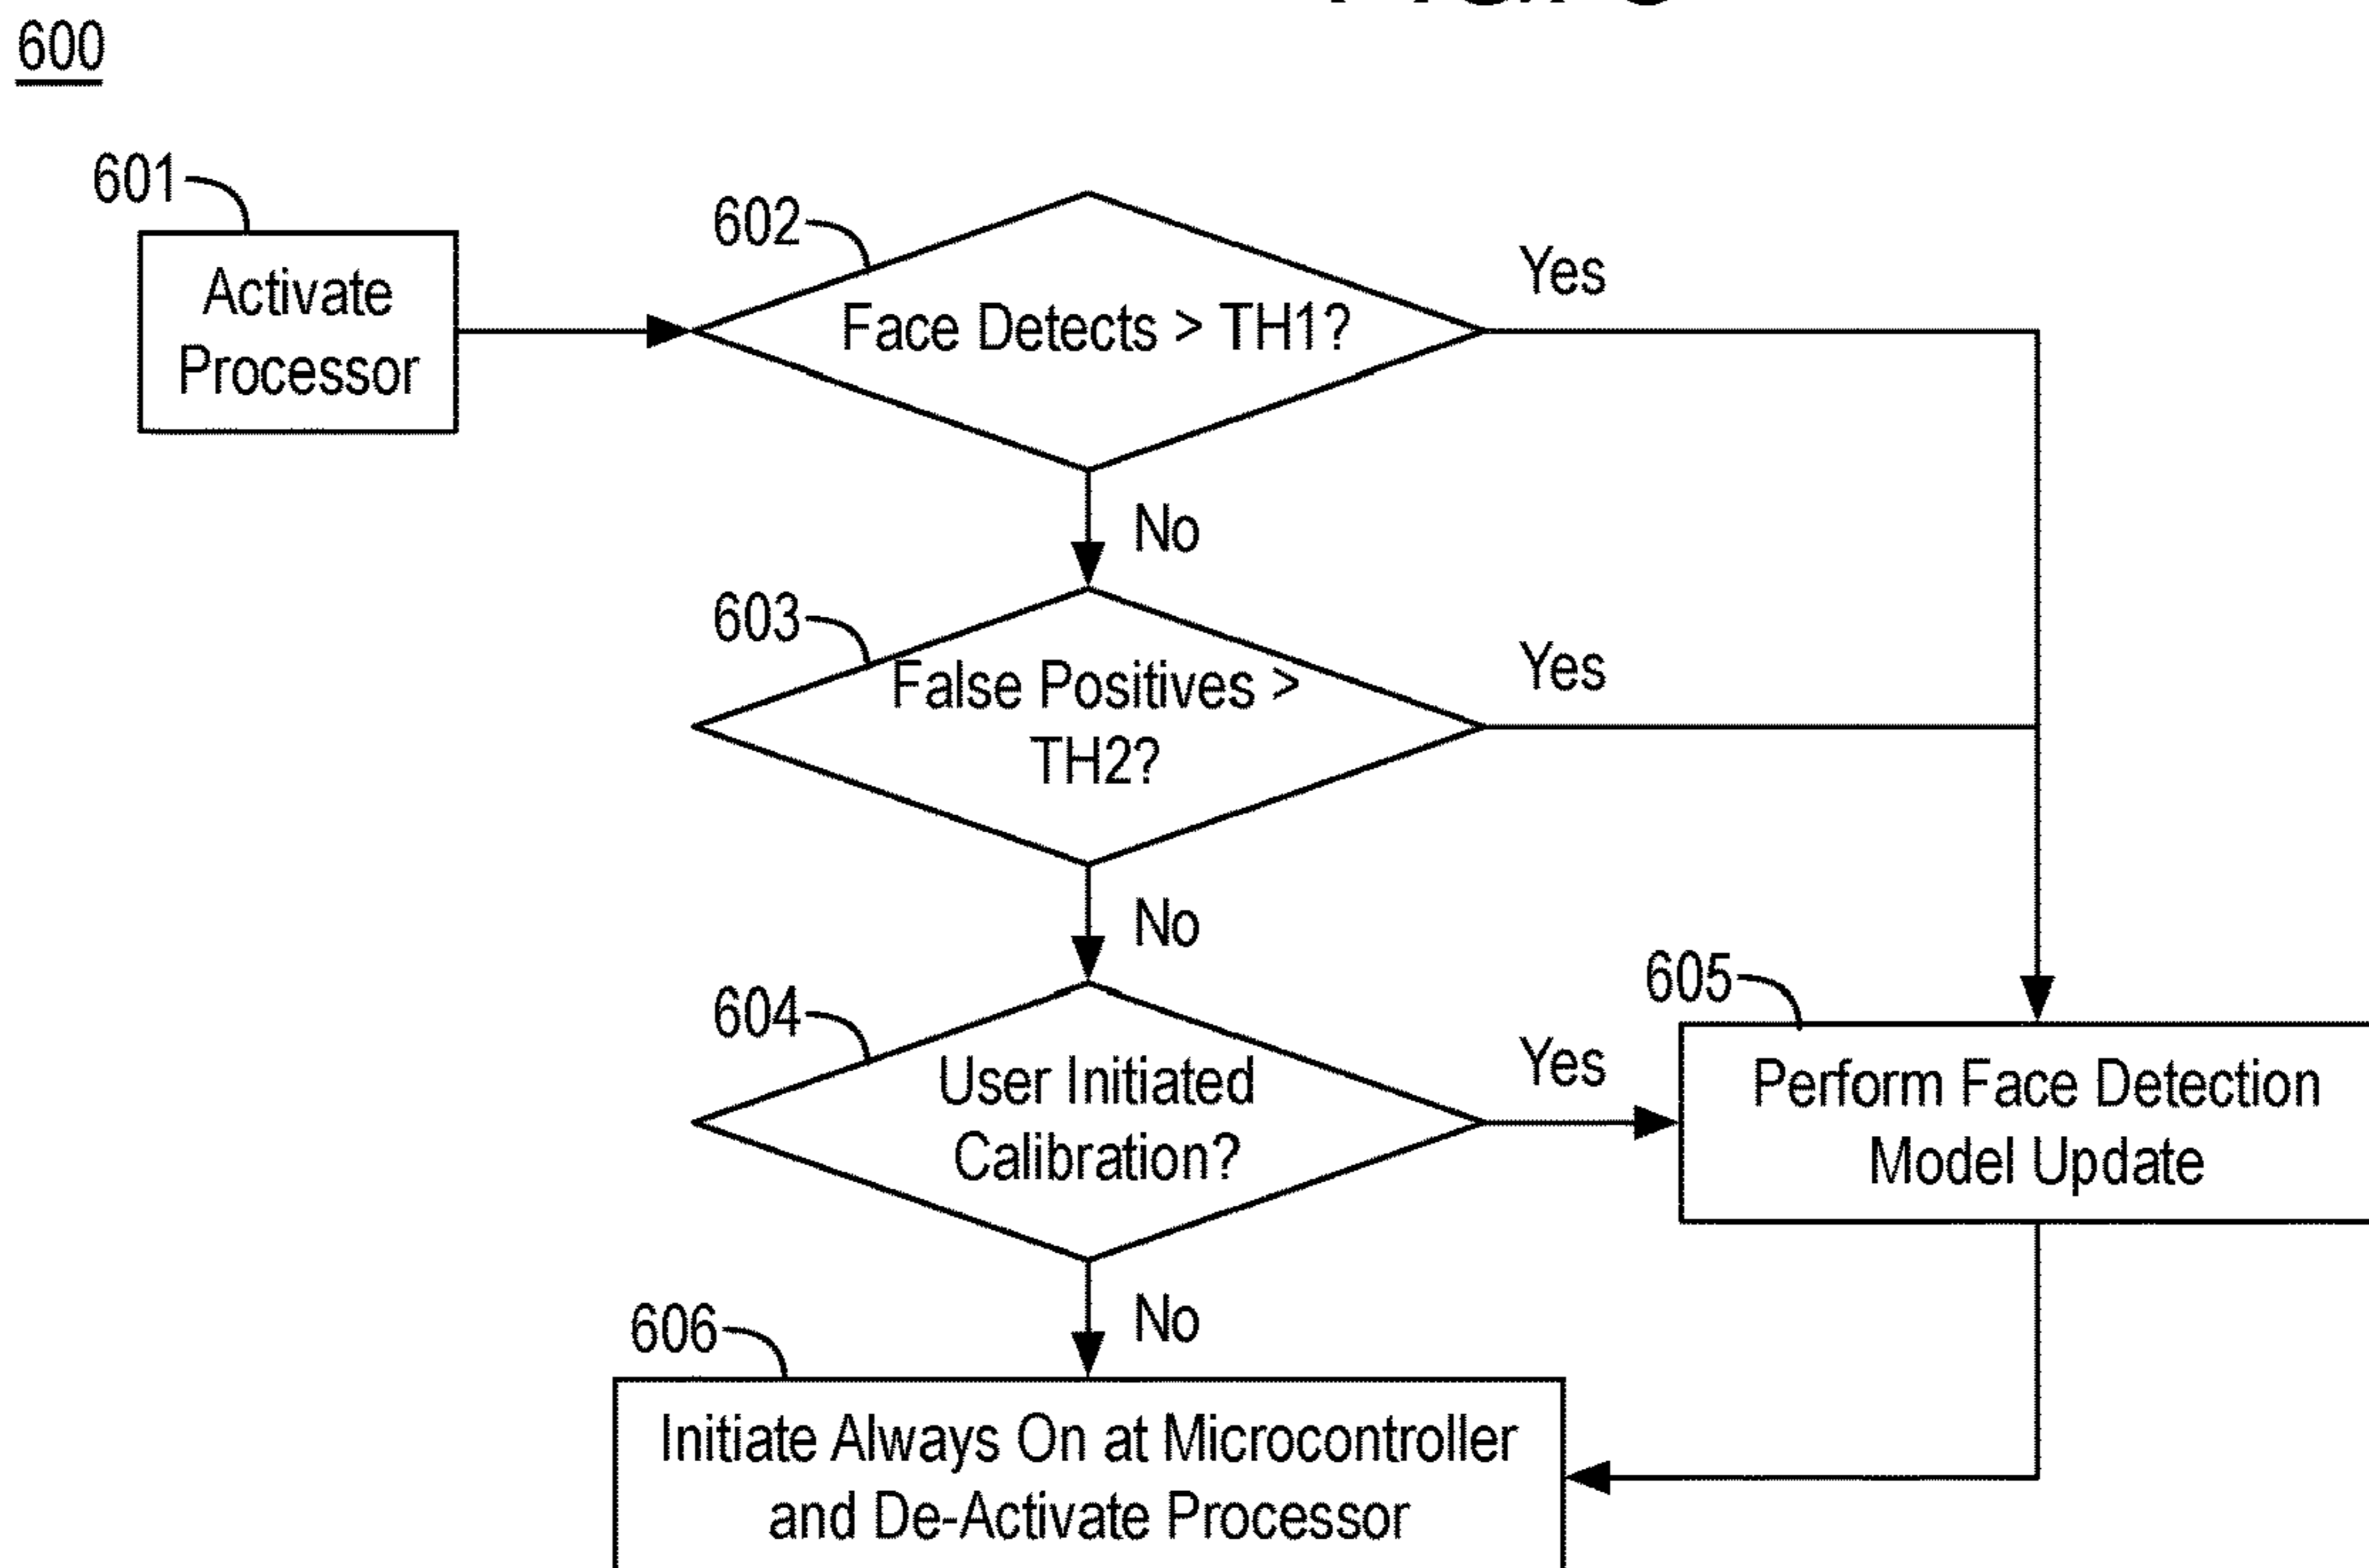 600
601
Activate
Processor
602
Face Detects > TH1?
Yes
No
603
False Positives >
TH2?
Yes
No
604
User Initiated
Calibration?
Yes
605
Perform Face Detection
Model Update
No
606
Initiate Always On at Microcontroller
and De-Activate Processor